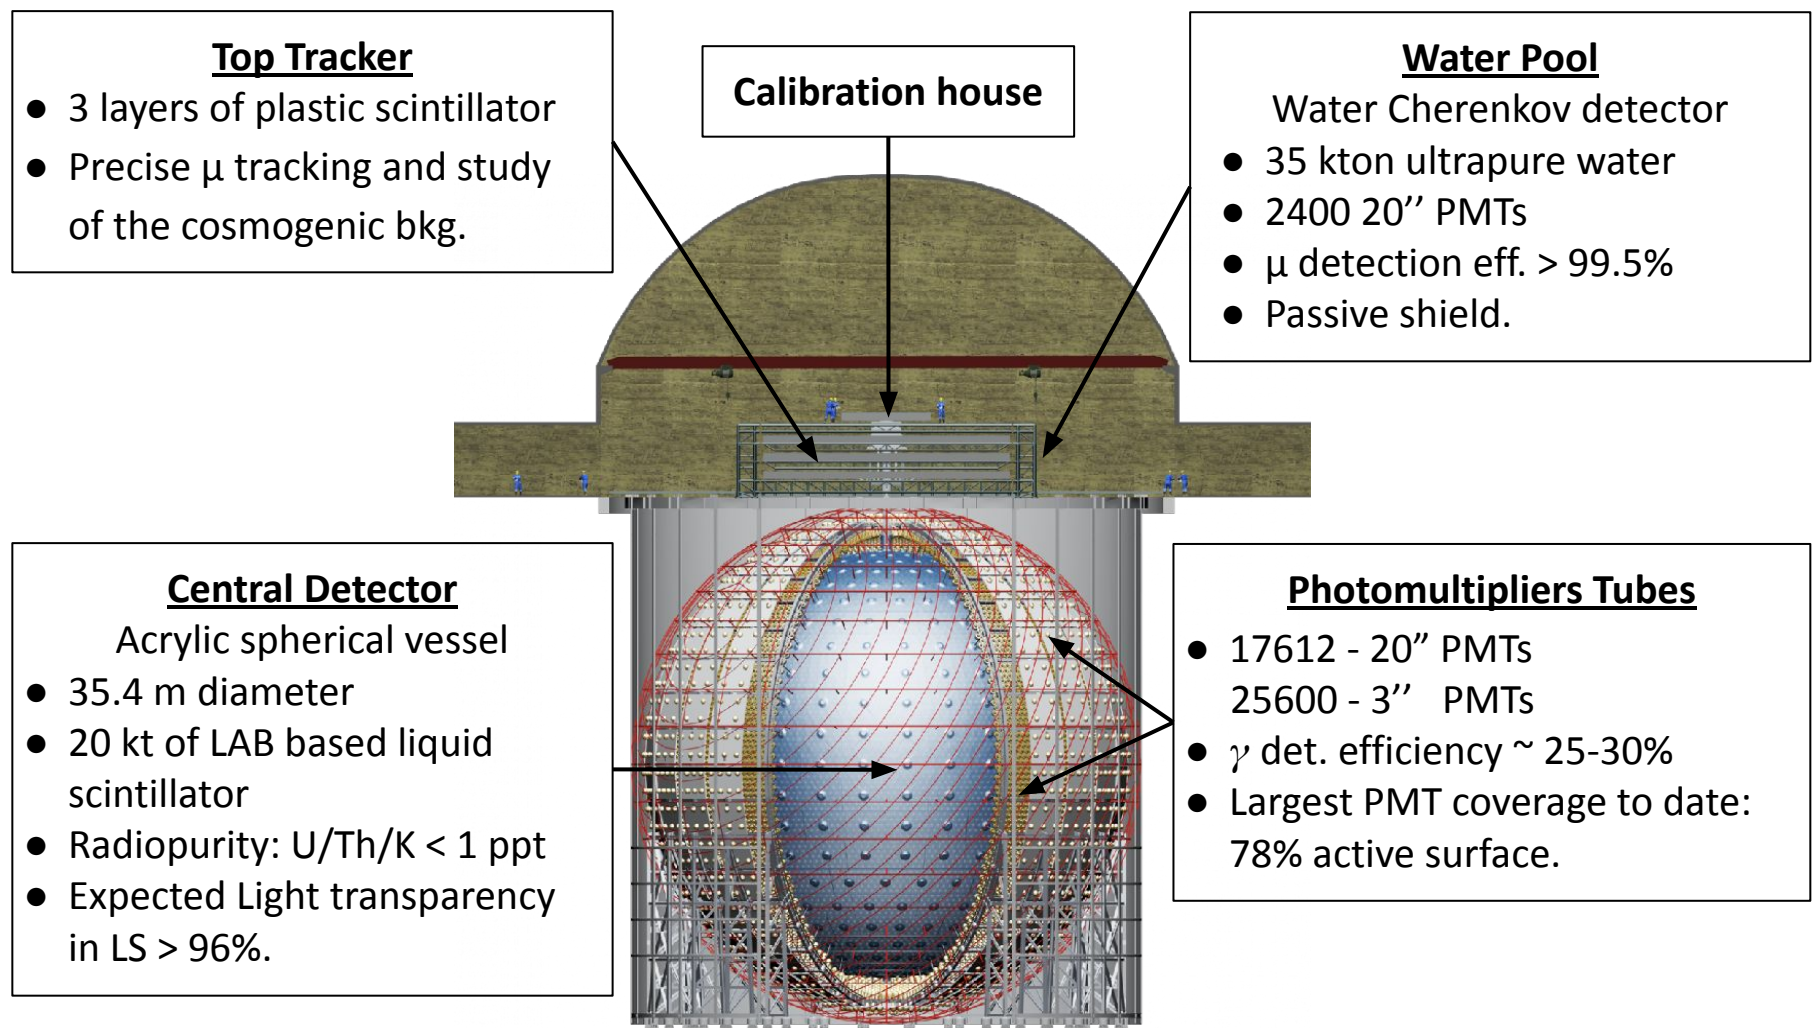 Top Tracker
● 3 layers of plastic scintillator
● Precise μ tracking and study
of the cosmogenic bkg.
Calibration house
Water Pool
Water Cherenkov detector
● 35 kton ultrapure water
● 2400 20’’ PMTs
● μ detection eff. > 99.5%
● Passive shield.
Central Detector
Acrylic spherical vessel
● 35.4 m diameter
● 20 kt of LAB based liquid
scintillator
● Radiopurity: U/Th/K < 1 ppt
● Expected Light transparency
in LS > 96%.
Photomultipliers Tubes
● 17612 - 20” PMTs
25600 - 3’’ PMTs
● γ det. efficiency ~ 25-30%
● Largest PMT coverage to date:
78% active surface.